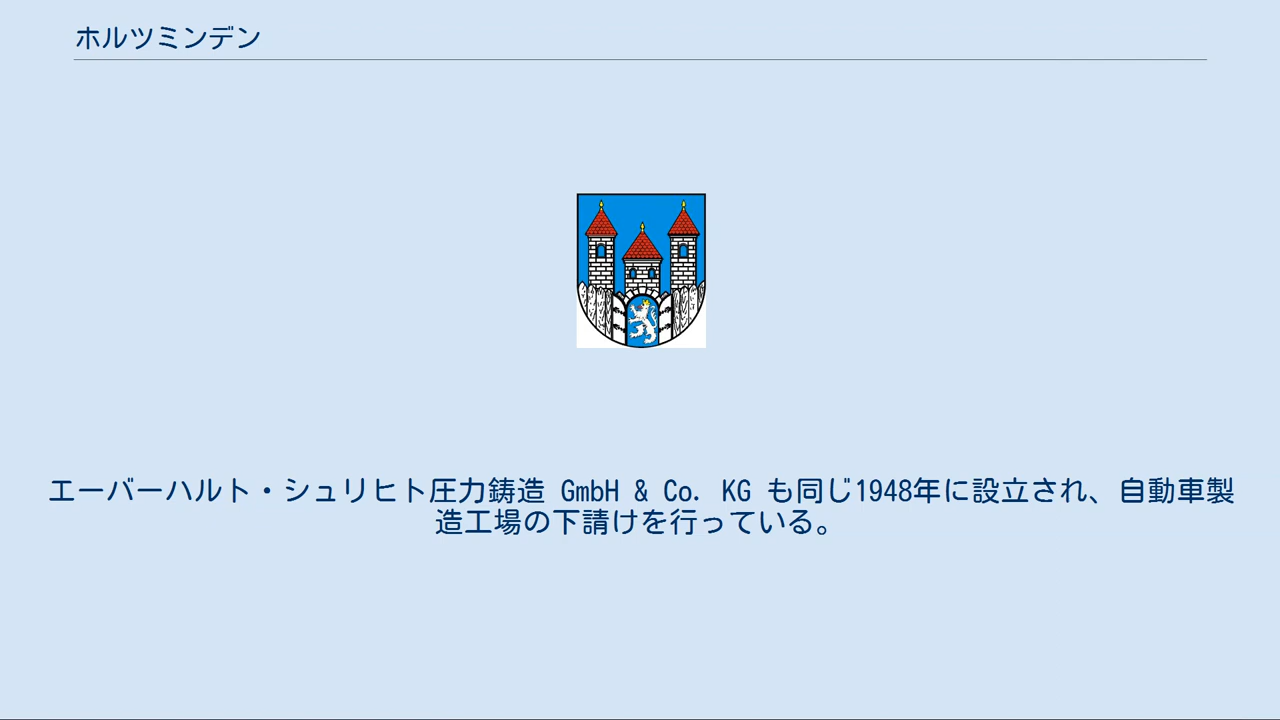 ホルツミンデン
エーバーハルト・シュリヒト圧力鋳造 GmbH & Co. KG も同じ1948年に設立され、自動車製
造工場の下請けを行っている。